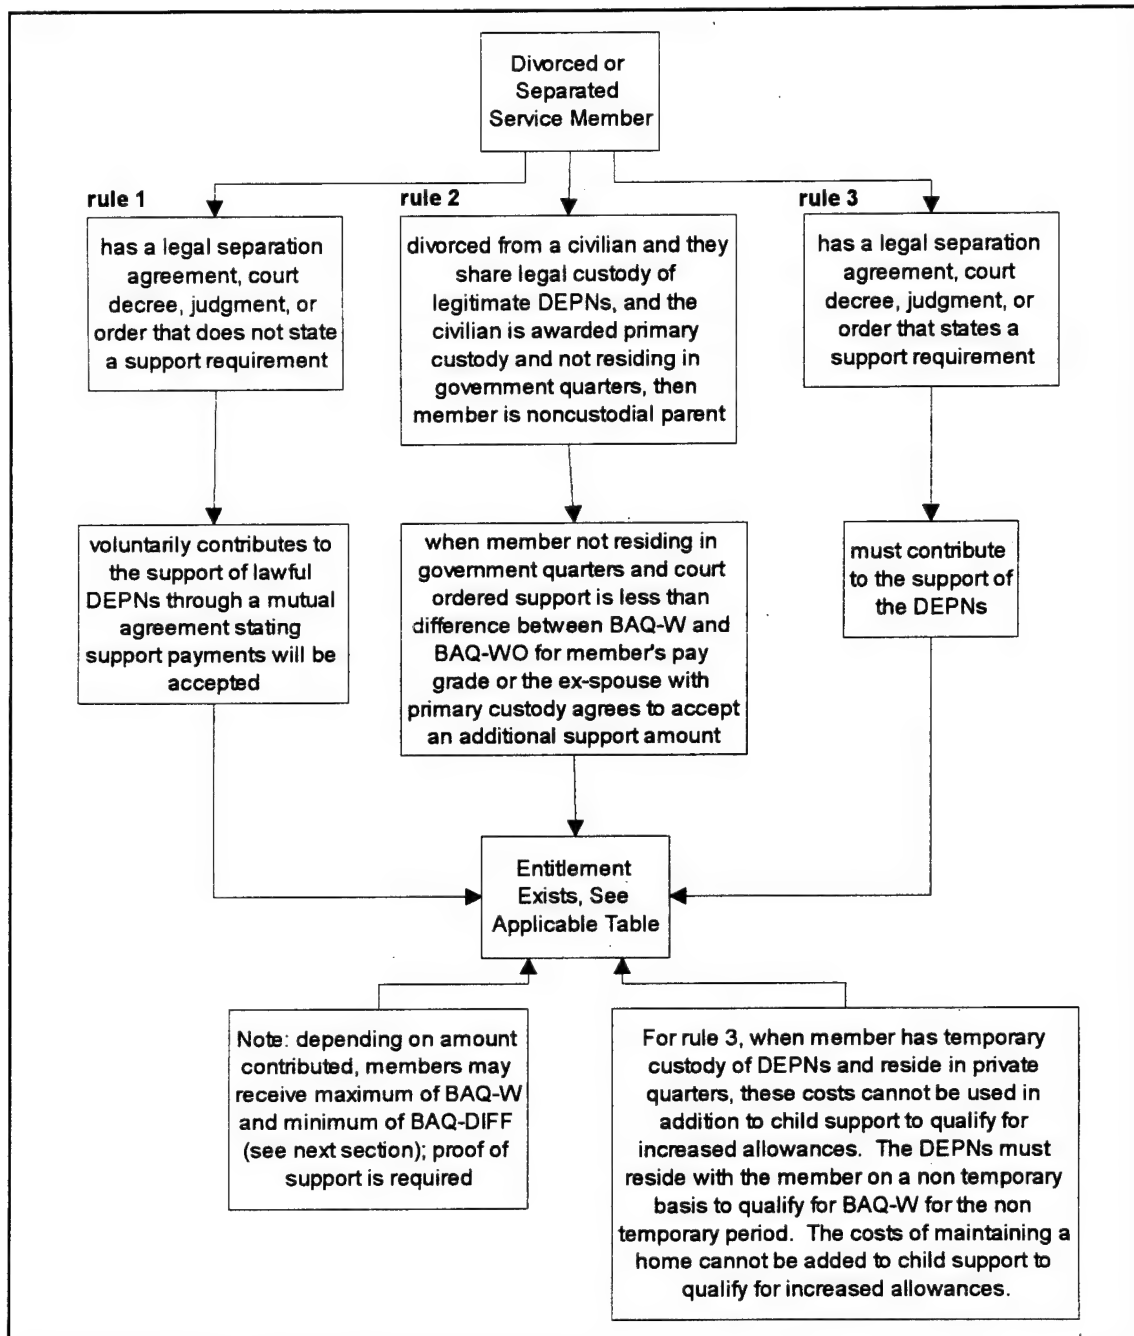 Divorced or
Separated
Service Member
rule 1
has a legal separation
agreement, court
decree, judgment, or
order that does not state
a support requirement
rule 2
divorced from a civilian and they
share legal custody of
legitimate DEPNs, and the
civilian is awarded primary
custody and not residing in
government quarters, then
member is noncustodial parent
rule 3
has a legal separation
agreement, court
decree, judgment, or
order that states a
support requirement
voluntarily contributes to
the support of lawful
DEPNs through a mutual
agreement stating
support payments will be
accepted
when member not residing in
government quarters and court
ordered support is less than
difference between BAQ-W and
BAQ-WO for member's pay
grade or the ex-spouse with
primary custody agrees to accept
an additional support amount
must contribute
to the support of
the DEPNs
Entitlement
Exists, See
Applicable Table
Note: depending on amount
contributed, members may
receive maximum of BAQ-W
and minimum of BAQ-DIFF
(see next section); proof of
support is required
For rule 3, when member has temporary
custody of DEPNs and reside in private
quarters, these costs cannot be used in
addition to child support to qualify for
increased allowances. The DEPNs must
reside with the member on a non temporary
basis to qualify for BAQ-W for the non
temporary period. The costs of maintaining a
home cannot be added to child support to
qualify for increased allowances.